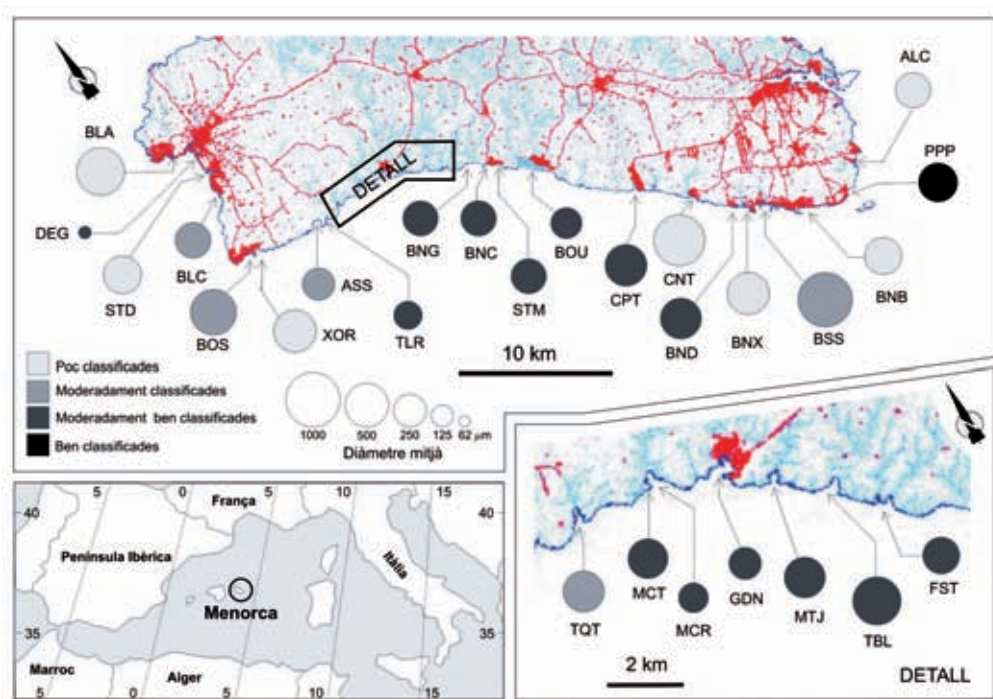 ALC
BLA
PPP
DETALL
DEG
STD
BLC
BOS
XOR
ASS
TLR
BNG
BNC
STM
BOU
CPT
CNT
BND
BNX
BSS
BNB
10 km
Poc classificades
Moderadament classificades
Moderadament ben classificades
Ben classificades
1000 500 250 125 62 µm
Diàmetre mitjà
5 0 França 5 10 15
40 40
Península Ibèrica
Itàlia
Menorca
35 35
Marroc
Alger
0 5 10 15
TQT
MCT
MCR
GDN
MTJ
TBL
FST
2 km
DETALL